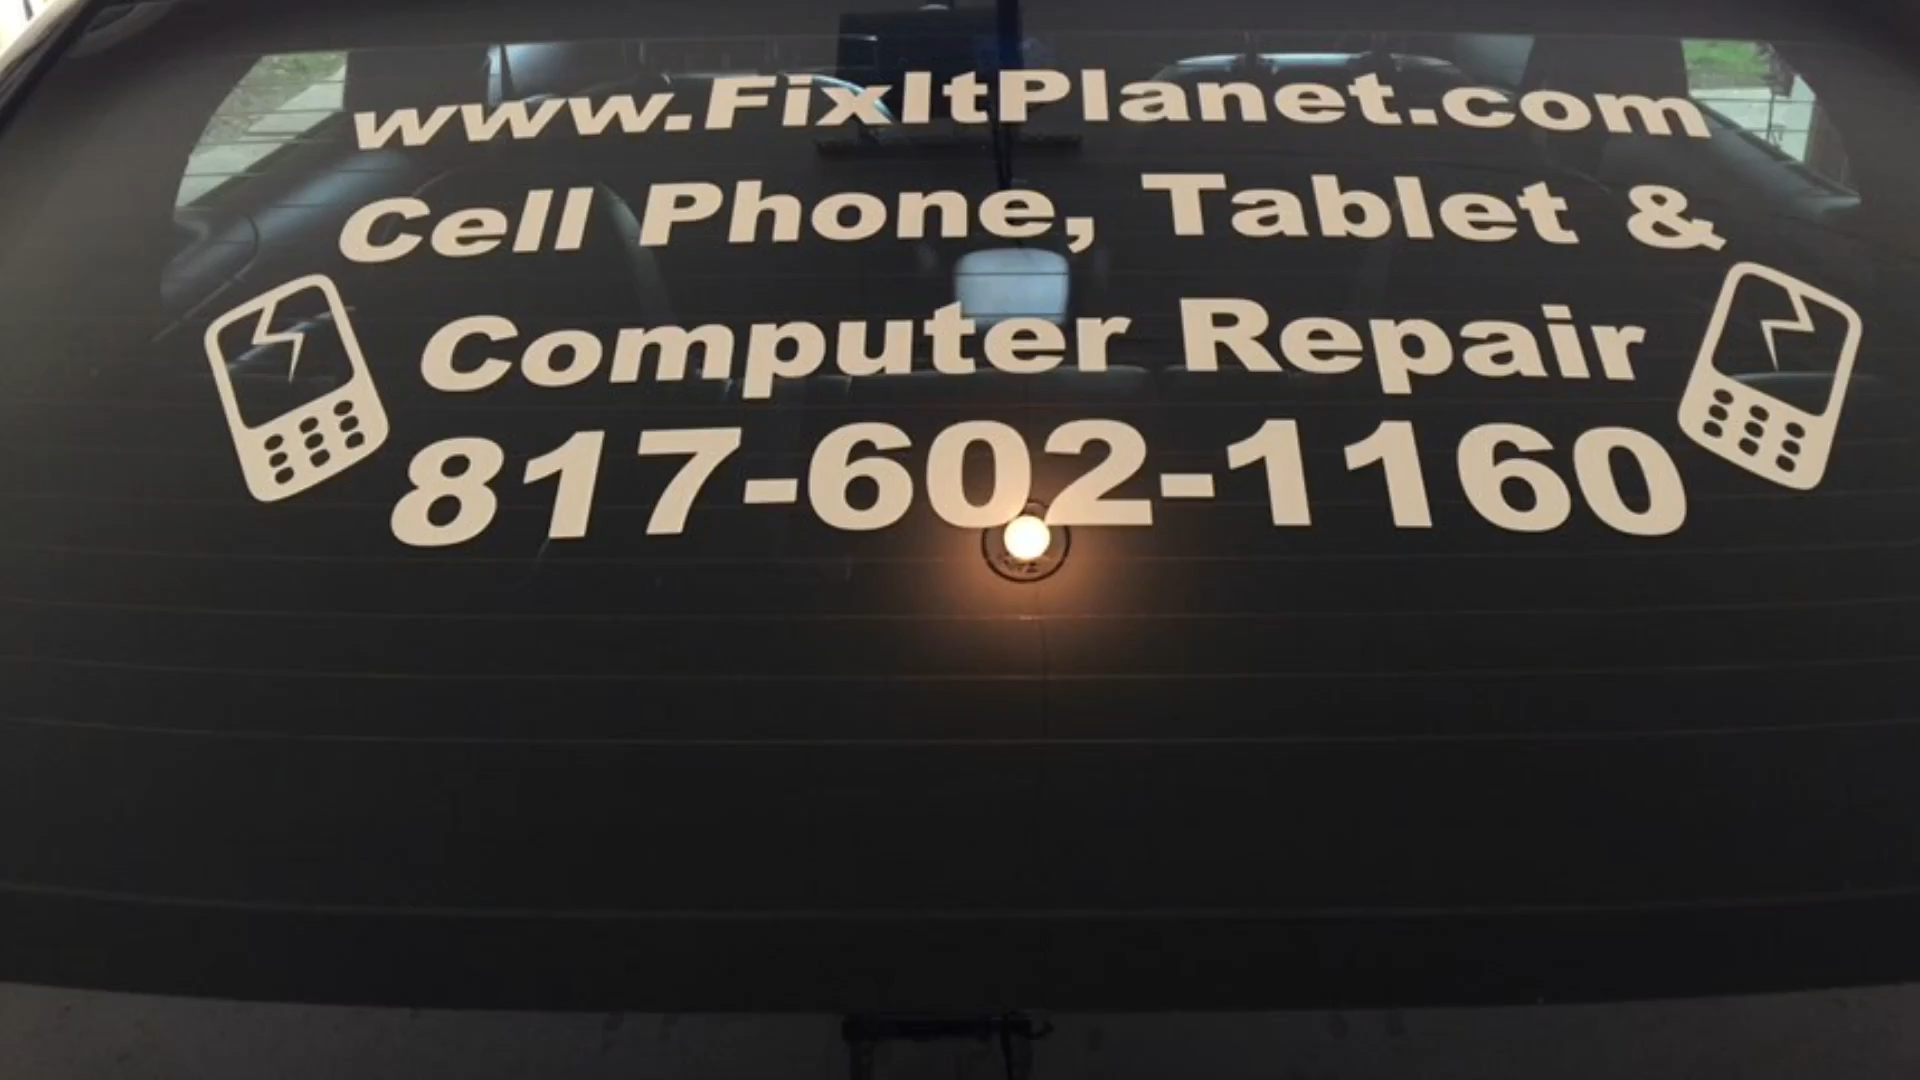 www.FixItPlanet.com
Cell Phone, Tablet &
Computer Repair
817-602-1160